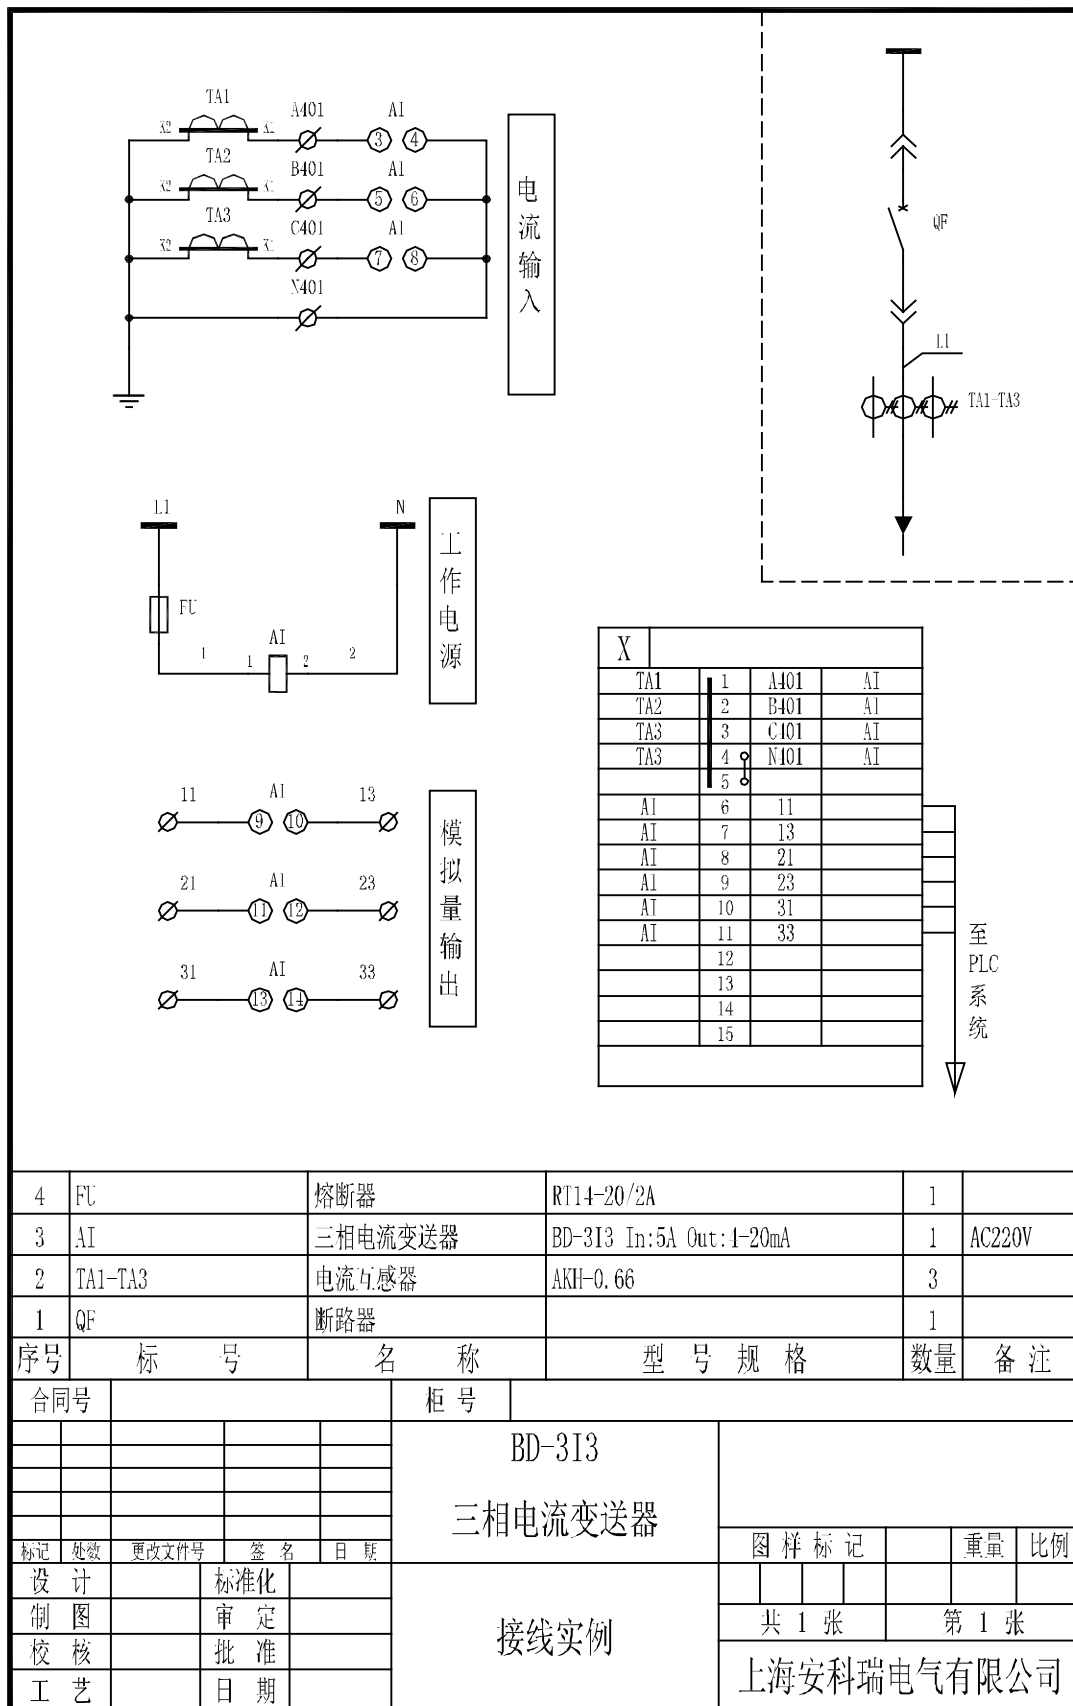 TA1
X2
X1
A401
AI
3
4
TA2
X2
X1
B401
AI
5
6
TA3
X2
X1
C401
AI
7
8
N401
电流输入
QF
L1
TA1-TA3
L1
N
FU
AI
1
1
2
2
工作电源
11
AI
13
9
10
21
AI
23
11
12
31
AI
33
13
14
模拟量输出
X
TA1 1 A401 AI
TA2 2 B401 AI
TA3 3 C401 AI
TA3 4 N401 AI
5
AI 6 11
AI 7 13
AI 8 21
AI 9 23
AI 10 31
AI 11 33
12
13
14
15
至
PLC
系
统
4 FU 熔断器 RT14-20/2A 1
3 AI 三相电流变送器 BD-3I3 In:5A Out:4-20mA 1 AC220V
2 TA1-TA3 电流互感器 AKH-0.66 3
1 QF 断路器 1
序号 标 号 名 称 型 号 规 格 数量 备 注
合同号 柜 号
BD-3I3
三相电流变送器
标记 处数 更改文件号 签 名 日 期
图 样 标 记 重量 比例
设 计 标准化
制 图 审 定
校 核 批 准
工 艺 日 期
接线实例
共 1 张 第 1 张
上海安科瑞电气有限公司